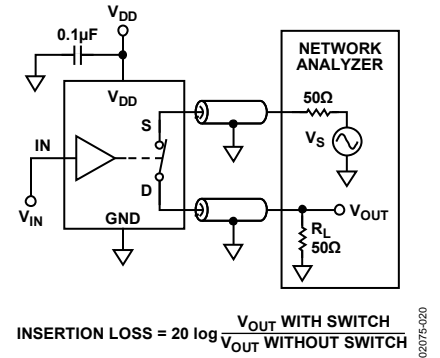 VDD
0.1µF
NETWORK
ANALYZER
VDD
50Ω
S
VS
IN
D
VOUT
VIN
GND
RL
50Ω
INSERTION LOSS = 20 log VOUT WITH SWITCH
VOUT WITHOUT SWITCH
02075-020